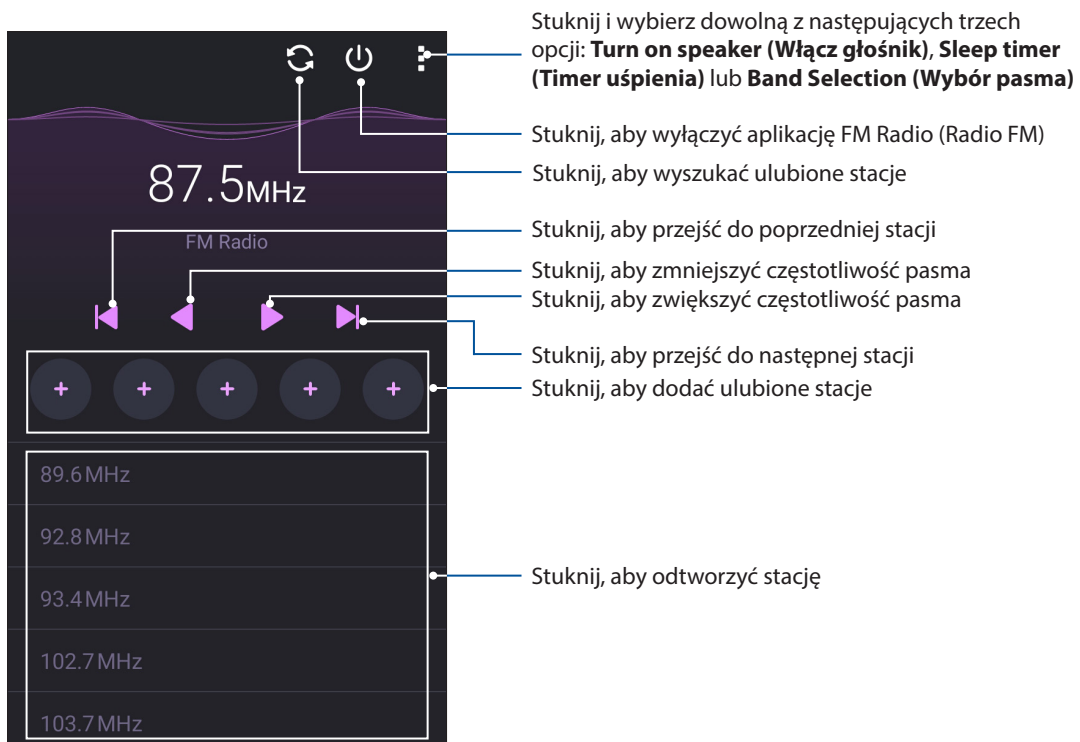 Stuknij i wybierz dowolną z następujących trzech
opcji: Turn on speaker (Włącz głośnik), Sleep timer
(Timer uśpienia) lub Band Selection (Wybór pasma)
Stuknij, aby wyłączyć aplikację FM Radio (Radio FM)
Stuknij, aby wyszukać ulubione stacje
87.5MHz
FM Radio
Stuknij, aby przejść do poprzedniej stacji
Stuknij, aby zmniejszyć częstotliwość pasma
Stuknij, aby zwiększyć częstotliwość pasma
Stuknij, aby przejść do następnej stacji
Stuknij, aby dodać ulubione stacje
+ + + + +
89.6MHz
92.8MHz
93.4MHz
Stuknij, aby odtworzyć stację
102.7MHz
103.7MHz